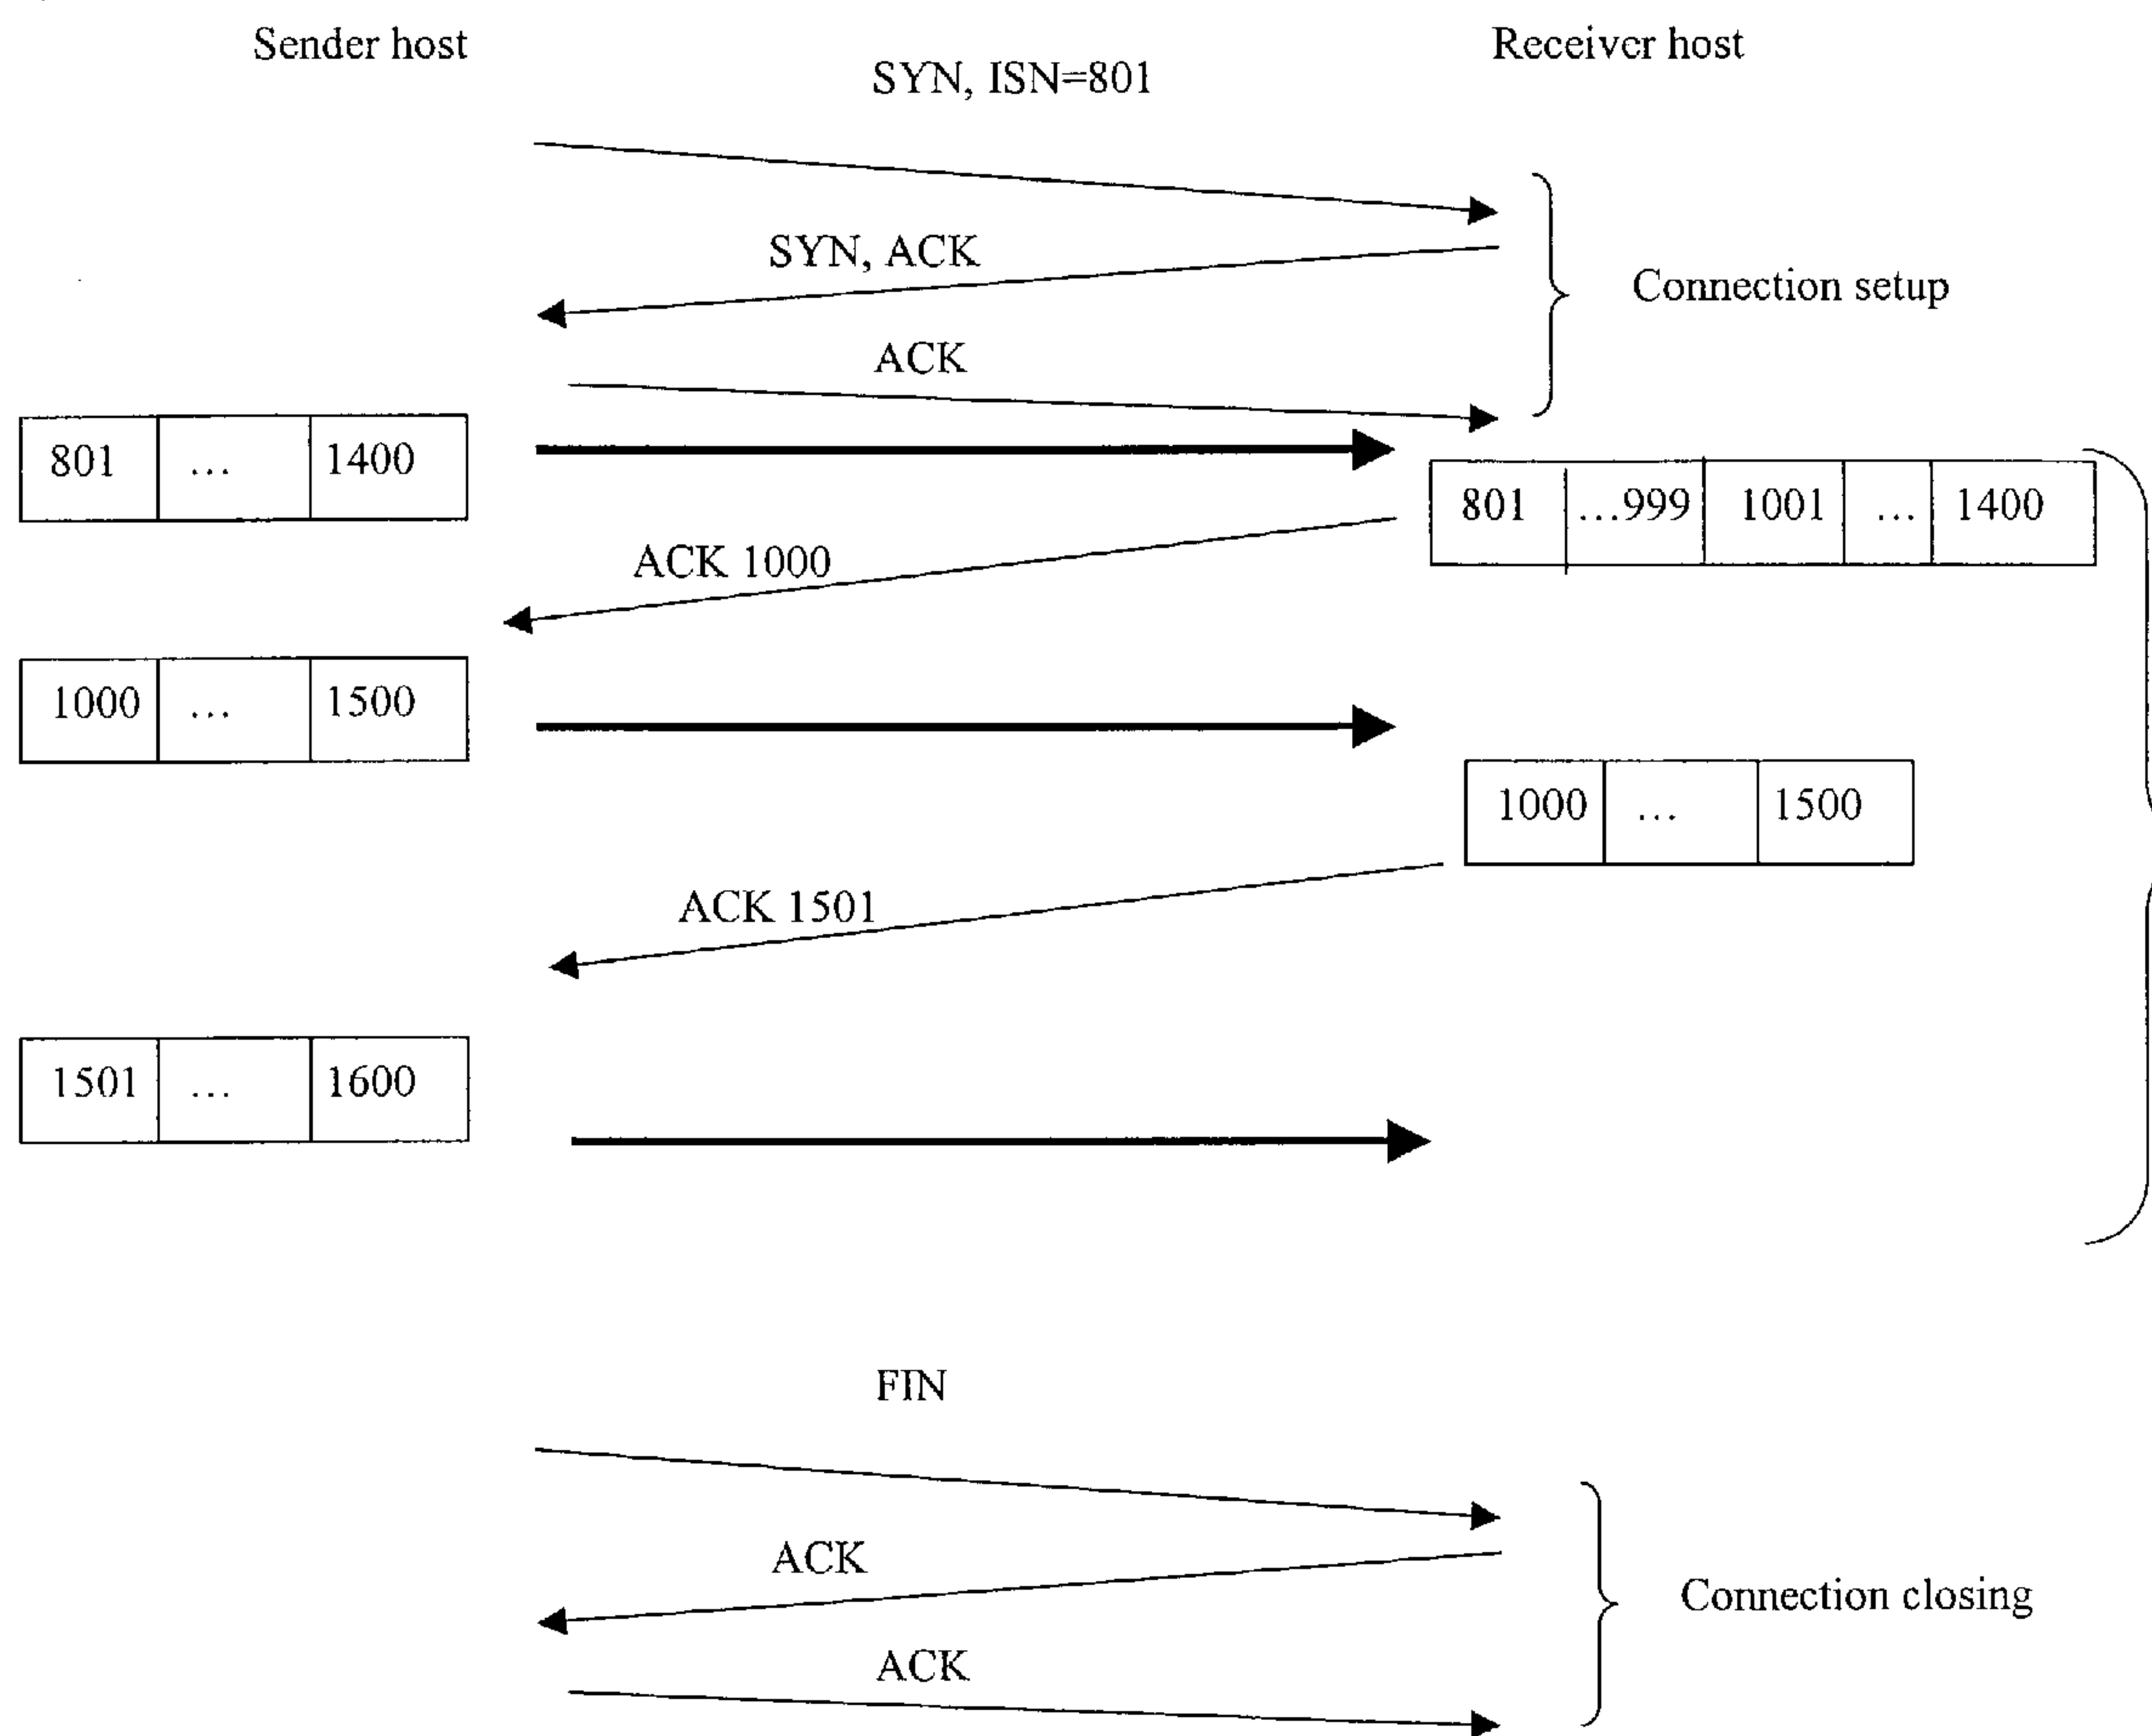 Sender host
Receiver host
SYN, ISN=801
SYN, ACK
Connection setup
ACK
801 ... 1400
801 ...999 1001 ... 1400
ACK 1000
1000 ... 1500
1000 ... 1500
ACK 1501
1501 ... 1600
FIN
ACK
Connection closing
ACK